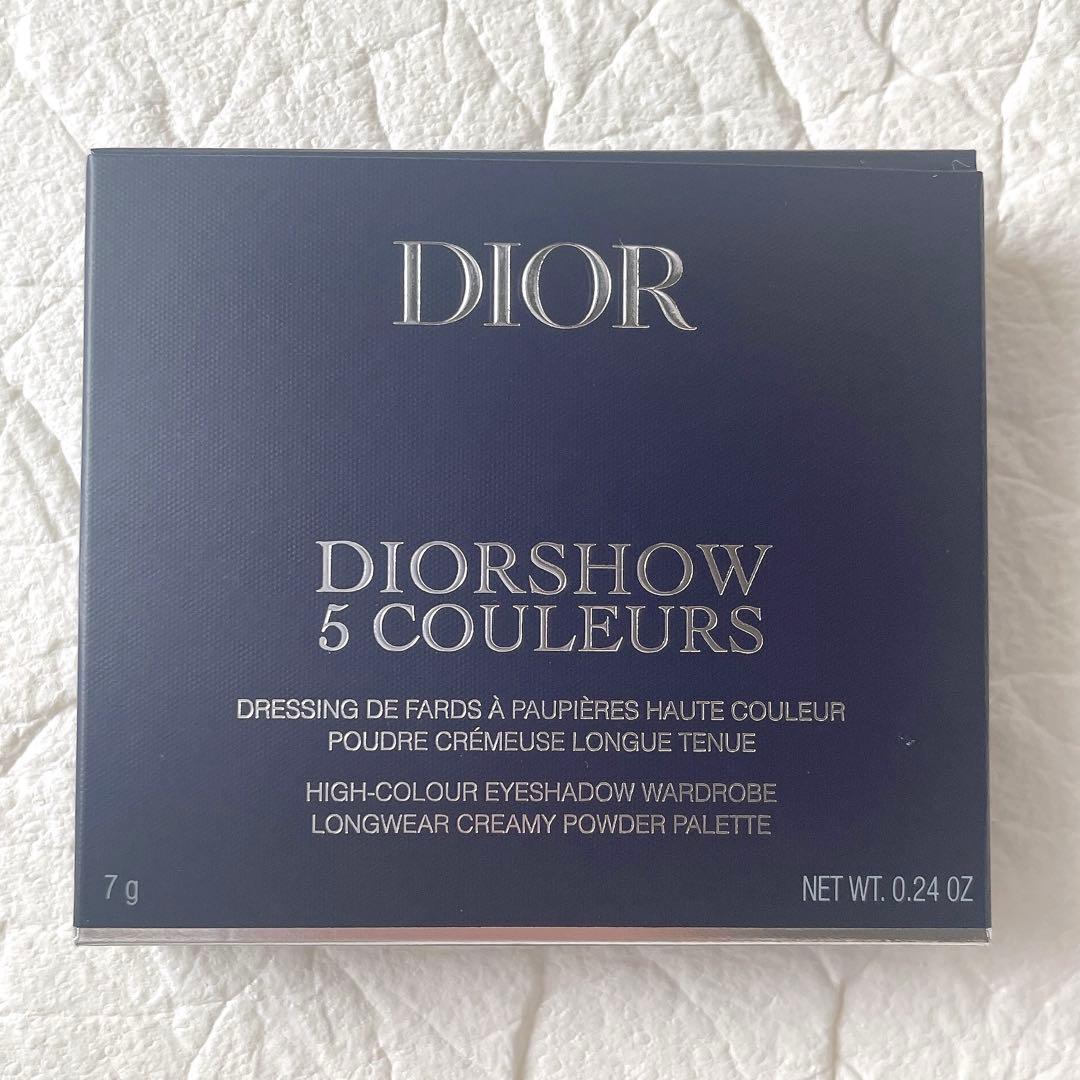 DIOR
DIORSHOW
5 COULEURS
DRESSING DE FARDS À PAUPIÈRES HAUTE COULEUR
POUDRE CRÉMEUSE LONGUE TENUE
HIGH-COLOUR EYESHADOW WARDROBE
LONGWEAR CREAMY POWDER PALETTE
7 g
NET WT. 0.24 OZ